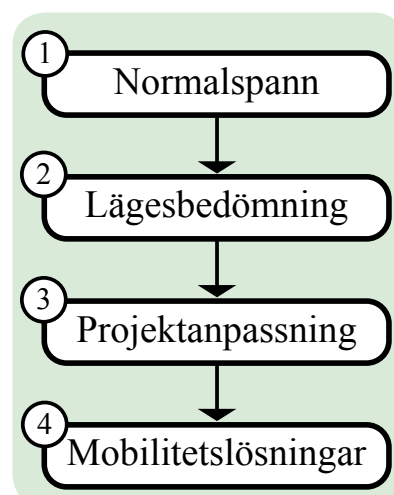 1
Normalspann
2
Lägesbedömning
3
Projektanpassning
4
Mobilitetslösningar